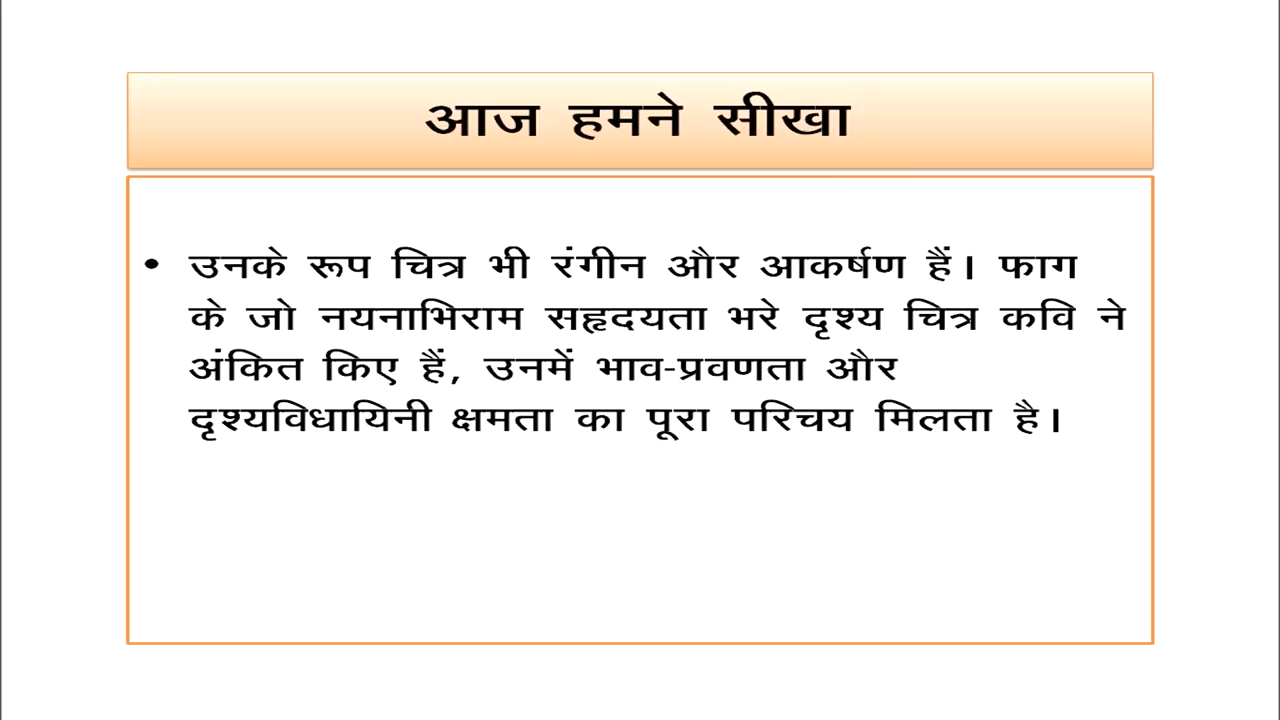 आज हमने सीखा
• उनके रूप चित्र भी रंगीन और आकर्षण हैं। फाग
के जो नयनाभिराम सहृदयता भरे दृश्य चित्र कवि ने
अंकित किए हैं, उनमें भाव-प्रवणता और
दृश्यविधायिनी क्षमता का पूरा परिचय मिलता है।